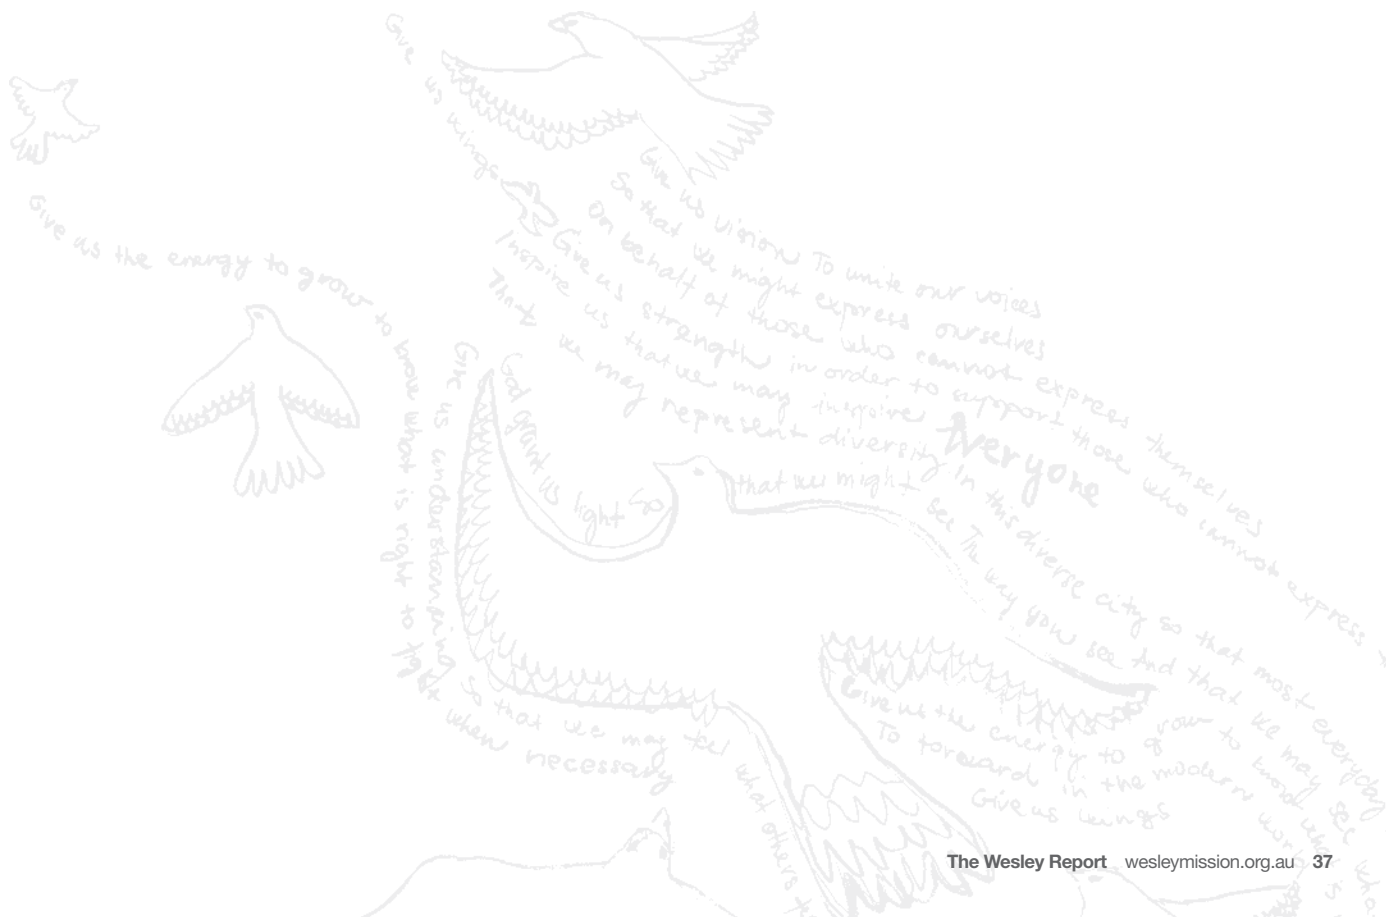 Give us wings
Give us the energy to grow to know what is right to fight when necessary
Give us vision To unite our voices
So that we might express ourselves
On behalf of those who cannot express themselves
Give us strength in order to support those who cannot express
Inspire us that we may inspire Everyone
That we may represent diversity In this diverse city so that most everyday
God grant us light So that we might see The way you see And that we may see
Give us understanding so that we may feel what others
Give us the energy to grow to know
To forward in the modern
Give us wings
The Wesley Report wesleymission.org.au 37